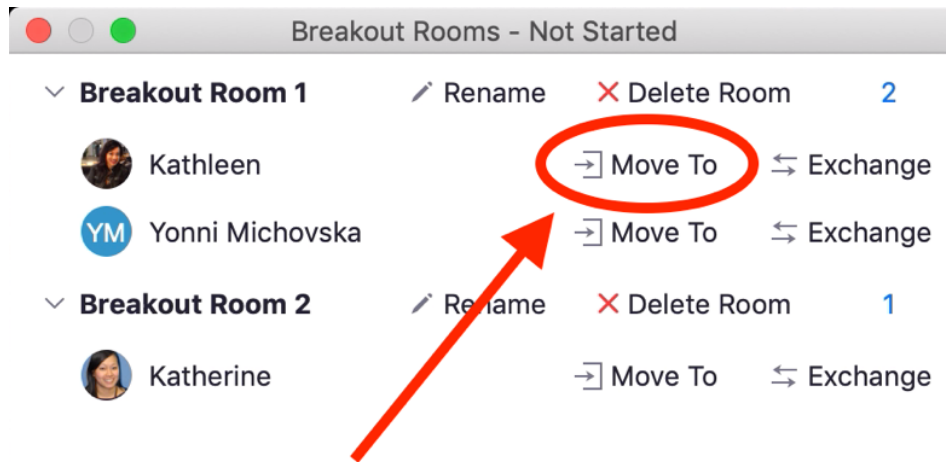 Breakout Rooms - Not Started
Breakout Room 1 Rename Delete Room 2
Kathleen Move To Exchange
YM Yonni Michovska Move To Exchange
Breakout Room 2 Rename Delete Room 1
Katherine Move To Exchange